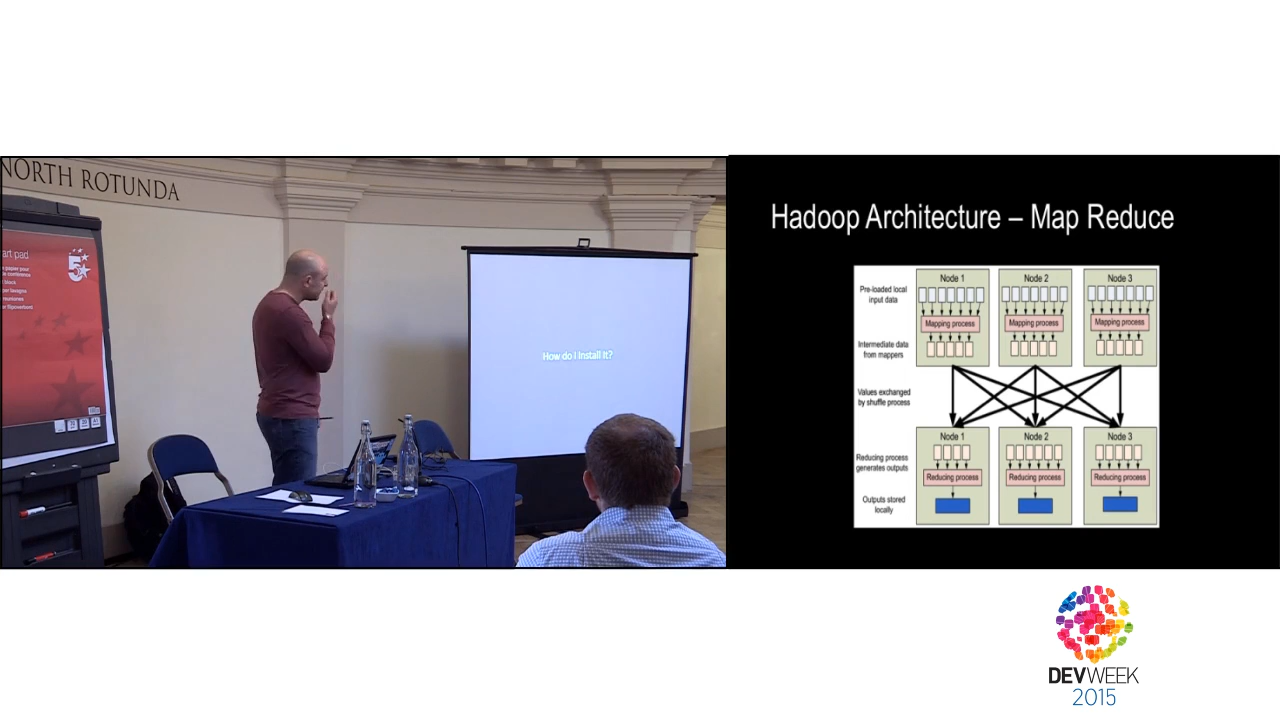 NORTH ROTUNDA
art pad
5
How do I Install It?
Hadoop Architecture – Map Reduce
Node 1
Node 2
Node 3
Pre-loaded local
input data
Mapping process
Mapping process
Mapping process
Intermediate data
from mappers
Values exchanged
by shuffle process
Node 1
Node 2
Node 3
Reducing process
generates outputs
Reducing process
Reducing process
Reducing process
Outputs stored
locally
DEVWEEK
2015